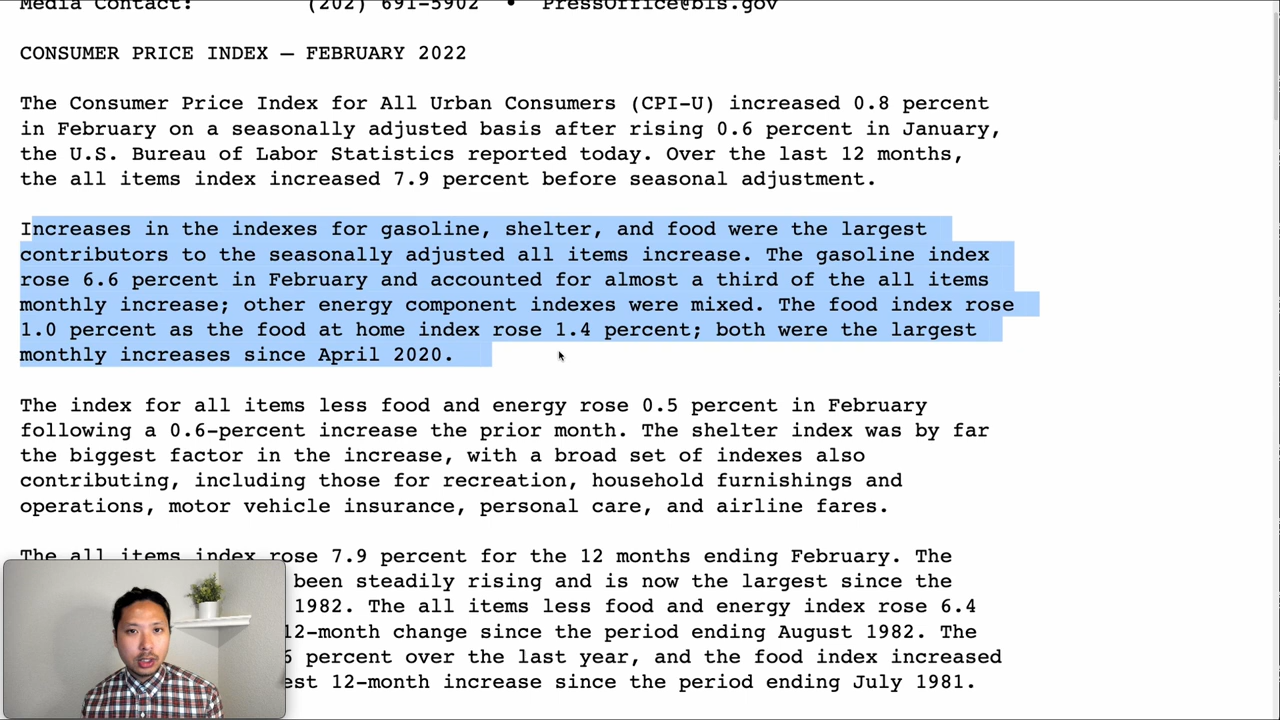 Media Contact: (202) 691-5902 • PressOffice@bls.gov
CONSUMER PRICE INDEX – FEBRUARY 2022
The Consumer Price Index for All Urban Consumers (CPI-U) increased 0.8 percent
in February on a seasonally adjusted basis after rising 0.6 percent in January,
the U.S. Bureau of Labor Statistics reported today. Over the last 12 months,
the all items index increased 7.9 percent before seasonal adjustment.
Increases in the indexes for gasoline, shelter, and food were the largest
contributors to the seasonally adjusted all items increase. The gasoline index
rose 6.6 percent in February and accounted for almost a third of the all items
monthly increase; other energy component indexes were mixed. The food index rose
1.0 percent as the food at home index rose 1.4 percent; both were the largest
monthly increases since April 2020.
The index for all items less food and energy rose 0.5 percent in February
following a 0.6-percent increase the prior month. The shelter index was by far
the biggest factor in the increase, with a broad set of indexes also
contributing, including those for recreation, household furnishings and
operations, motor vehicle insurance, personal care, and airline fares.
The all items index rose 7.9 percent for the 12 months ending February. The
been steadily rising and is now the largest since the
1982. The all items less food and energy index rose 6.4
12-month change since the period ending August 1982. The
percent over the last year, and the food index increased
12-month increase since the period ending July 1981.